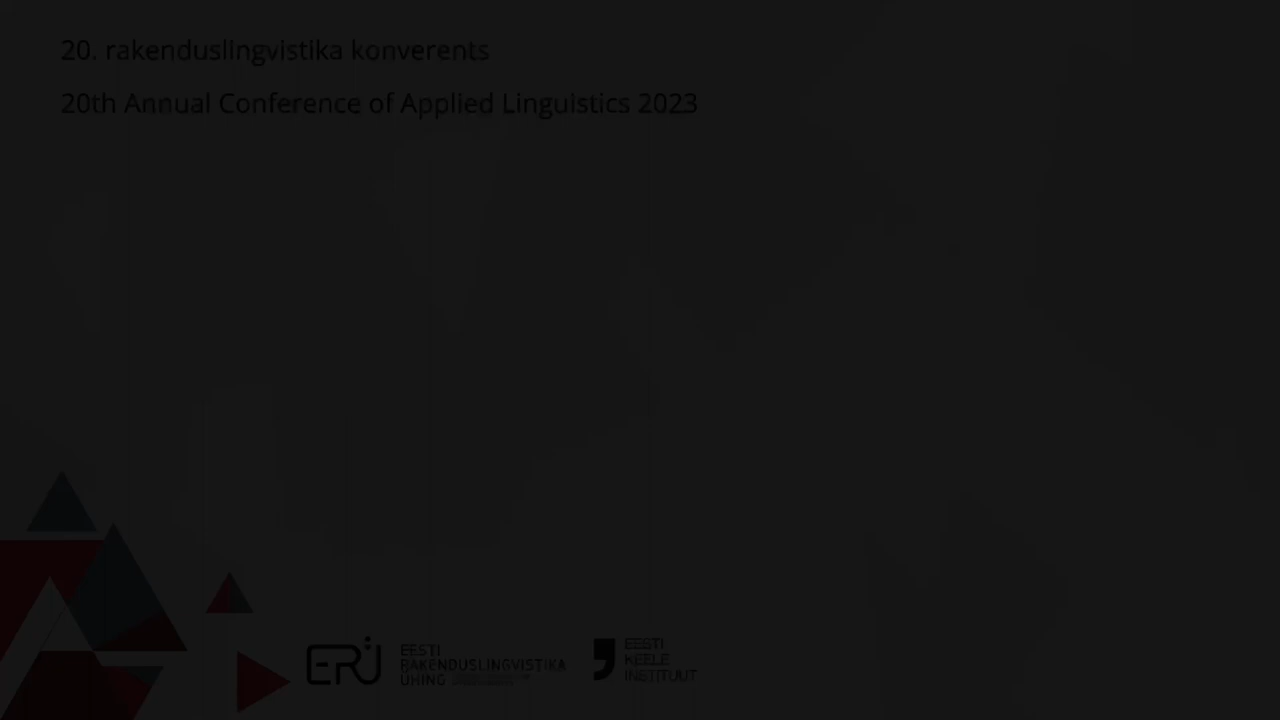 20. rakenduslingvistika konverents
20th Annual Conference of Applied Linguistics 2023
ERÜ
EESTI
RAKENDUSLINGVISTIKA
ÜHING
EESTI
KEELE
INSTITUUT